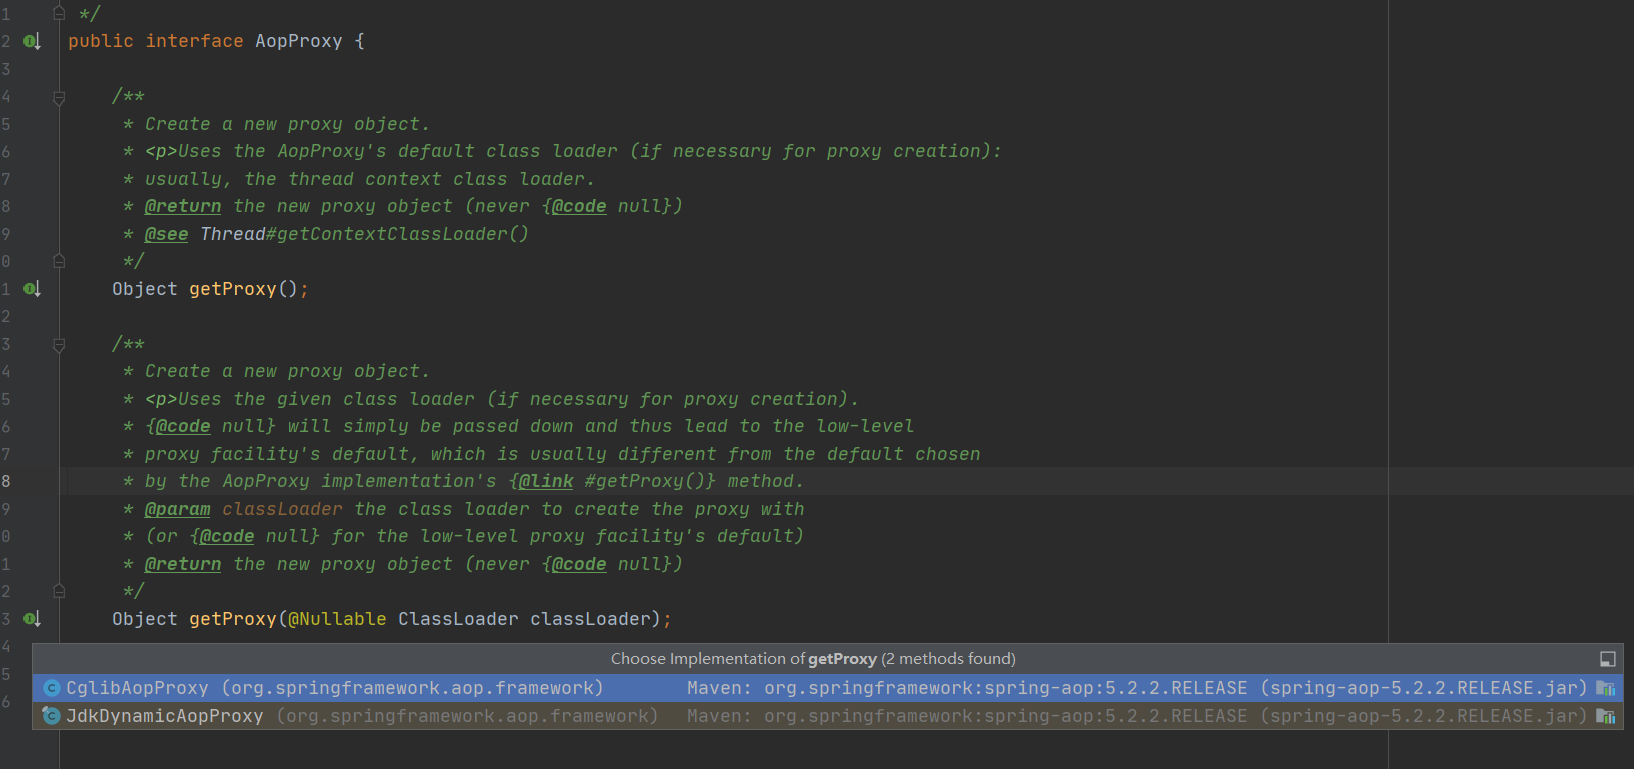 1 */
2 public interface AopProxy {
3
4 /**
5 * Create a new proxy object.
6 * <p>Uses the AopProxy's default class loader (if necessary for proxy creation):
7 * usually, the thread context class loader.
8 * @return the new proxy object (never {@code null})
9 * @see Thread#getContextClassLoader()
0 */
1 Object getProxy();
2
3 /**
4 * Create a new proxy object.
5 * <p>Uses the given class loader (if necessary for proxy creation).
6 * {@code null} will simply be passed down and thus lead to the low-level
7 * proxy facility's default, which is usually different from the default chosen
8 * by the AopProxy implementation's {@link #getProxy()} method.
9 * @param classLoader the class loader to create the proxy with
0 * (or {@code null} for the low-level proxy facility's default)
1 * @return the new proxy object (never {@code null})
2 */
3 Object getProxy(@Nullable ClassLoader classLoader);
4
Choose Implementation of getProxy (2 methods found)
5
CglibAopProxy (org.springframework.aop.framework) Maven: org.springframework:spring-aop:5.2.2.RELEASE (spring-aop-5.2.2.RELEASE.jar)
6
JdkDynamicAopProxy (org.springframework.aop.framework) Maven: org.springframework:spring-aop:5.2.2.RELEASE (spring-aop-5.2.2.RELEASE.jar)